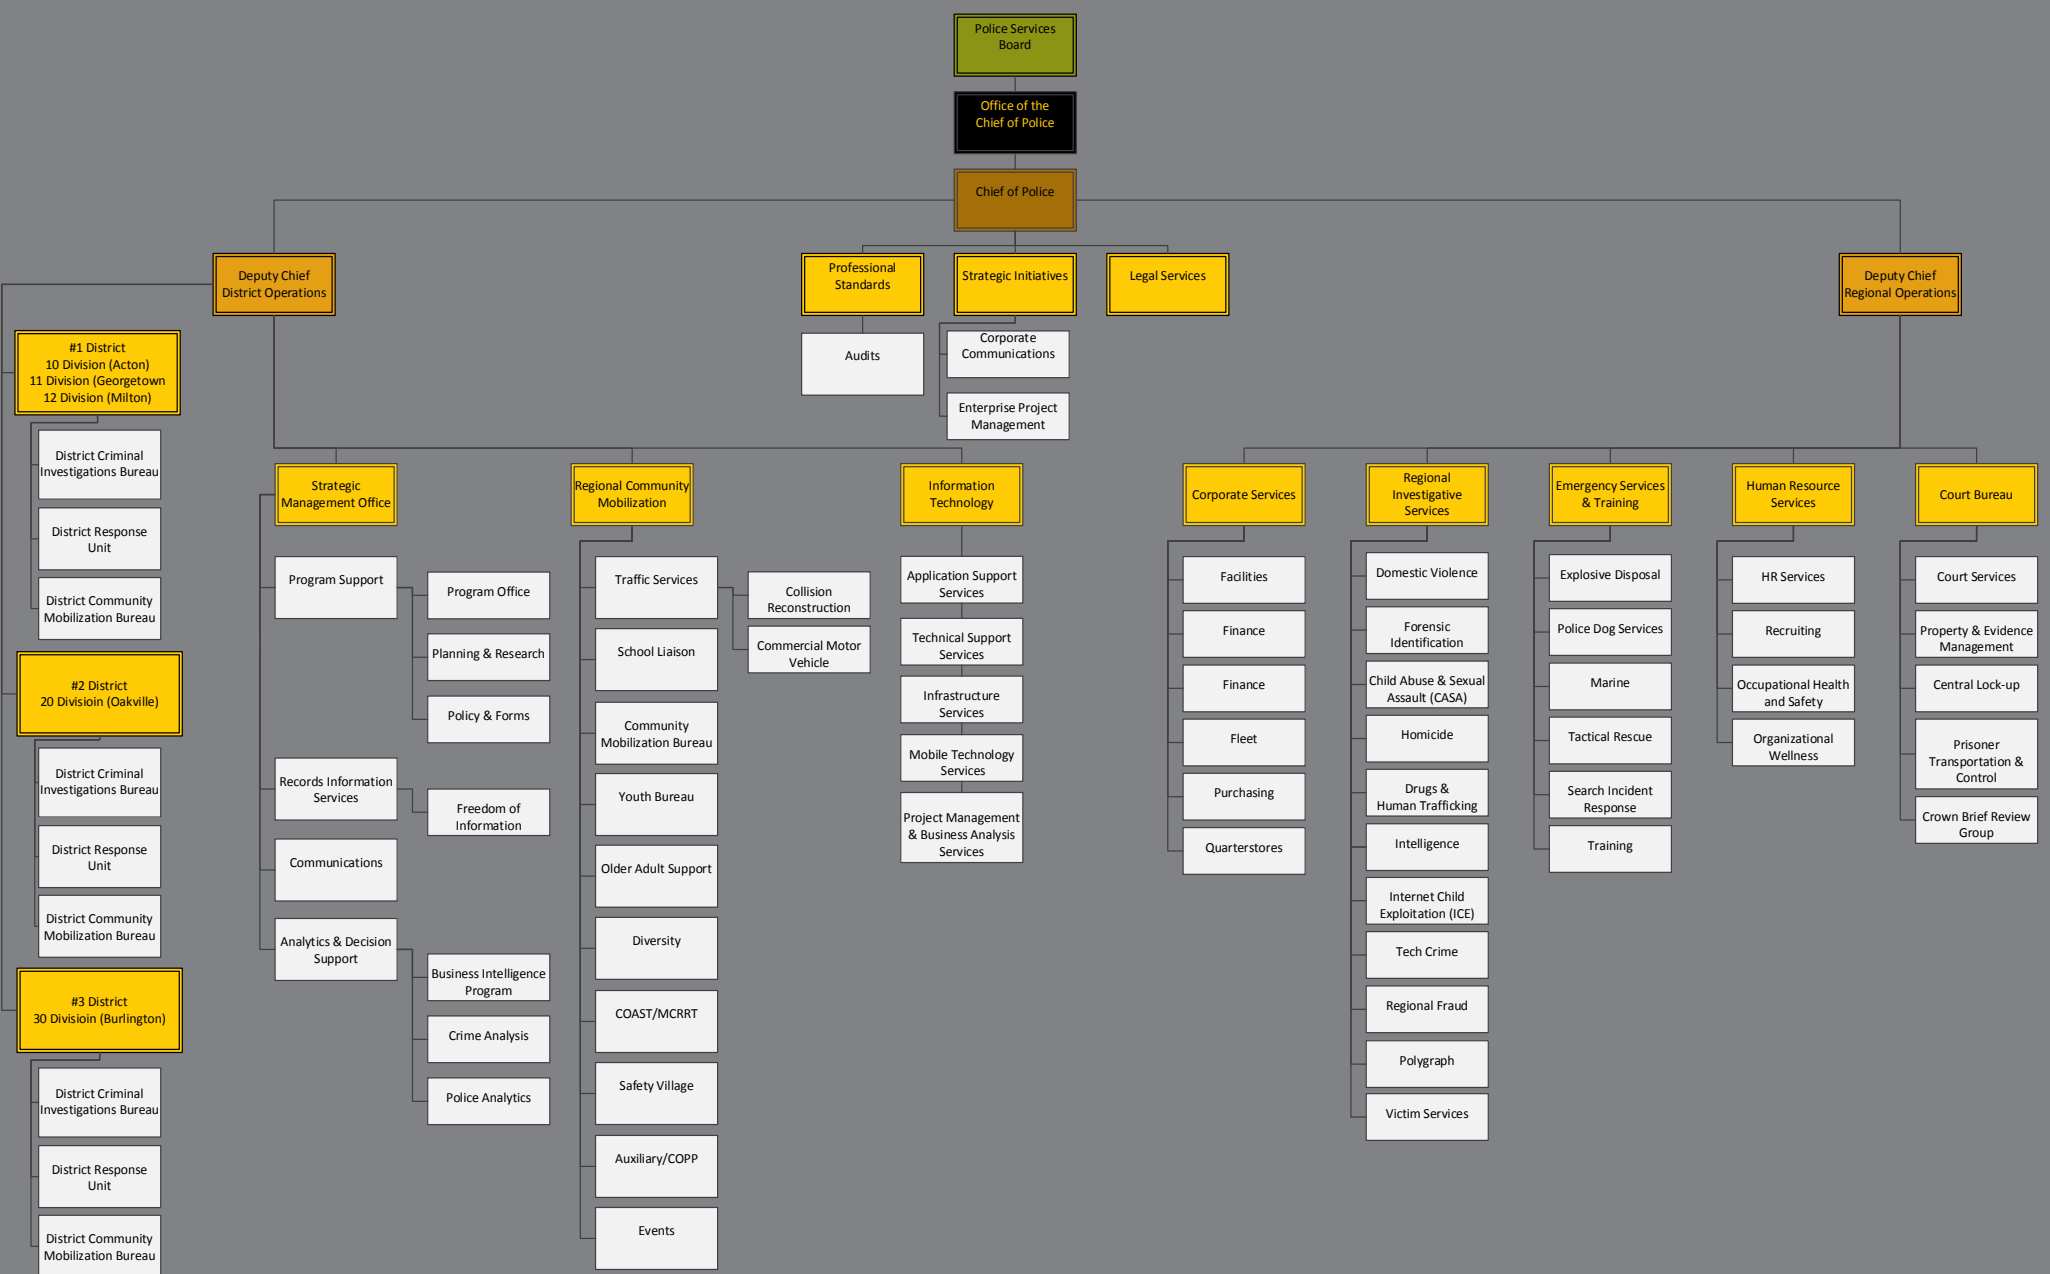 Police Services
Board
Office of the
Chief of Police
Chief of Police
Deputy Chief
District Operations
Professional
Standards
Strategic Initiatives
Legal Services
Deputy Chief
Regional Operations
Audits
Corporate
Communications
Enterprise Project
Management
#1 District
10 Division (Acton)
11 Division (Georgetown
12 Division (Milton)
District Criminal
Investigations Bureau
District Response
Unit
District Community
Mobilization Bureau
#2 District
20 Divisioin (Oakville)
District Criminal
Investigations Bureau
District Response
Unit
District Community
Mobilization Bureau
#3 District
30 Divisioin (Burlington)
District Criminal
Investigations Bureau
District Response
Unit
District Community
Mobilization Bureau
Strategic
Management Office
Program Support
Program Office
Planning & Research
Policy & Forms
Records Information
Services
Freedom of
Information
Communications
Analytics & Decision
Support
Business Intelligence
Program
Crime Analysis
Police Analytics
Regional Community
Mobilization
Traffic Services
Collision
Reconstruction
Commercial Motor
Vehicle
School Liaison
Community
Mobilization Bureau
Youth Bureau
Older Adult Support
Diversity
COAST/MCRRT
Safety Village
Auxiliary/COPP
Events
Information
Technology
Application Support
Services
Technical Support
Services
Infrastructure
Services
Mobile Technology
Services
Project Management
& Business Analysis
Services
Corporate Services
Facilities
Finance
Finance
Fleet
Purchasing
Quarterstores
Regional
Investigative
Services
Domestic Violence
Forensic
Identification
Child Abuse & Sexual
Assault (CASA)
Homicide
Drugs &
Human Trafficking
Intelligence
Internet Child
Exploitation (ICE)
Tech Crime
Regional Fraud
Polygraph
Victim Services
Emergency Services
& Training
Explosive Disposal
Police Dog Services
Marine
Tactical Rescue
Search Incident
Response
Training
Human Resource
Services
HR Services
Recruiting
Occupational Health
and Safety
Organizational
Wellness
Court Bureau
Court Services
Property & Evidence
Management
Central Lock-up
Prisoner
Transportation &
Control
Crown Brief Review
Group